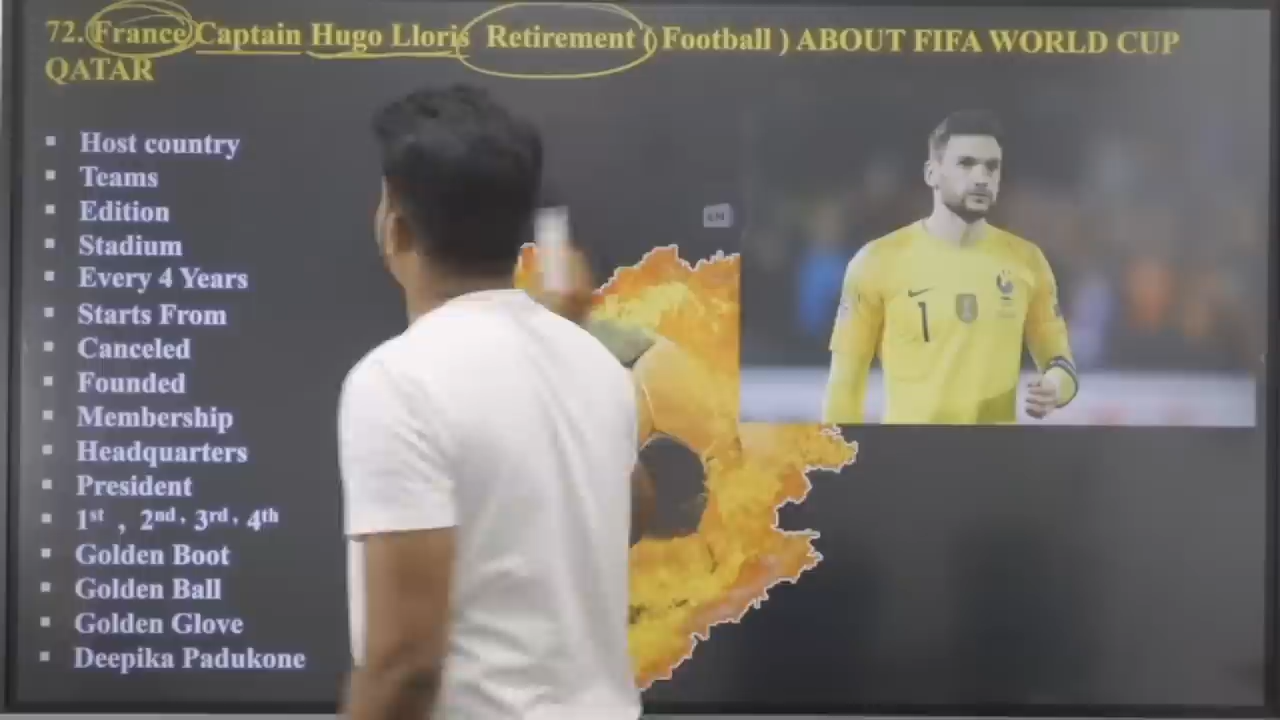 72. France Captain Hugo Lloris Retirement ( Football ) ABOUT FIFA WORLD CUP
QATAR
▪ Host country
▪ Teams
▪ Edition
▪ Stadium
▪ Every 4 Years
▪ Starts From
▪ Canceled
▪ Founded
▪ Membership
▪ Headquarters
▪ President
▪ 1st , 2nd, 3rd, 4th
▪ Golden Boot
▪ Golden Ball
▪ Golden Glove
▪ Deepika Padukone
1